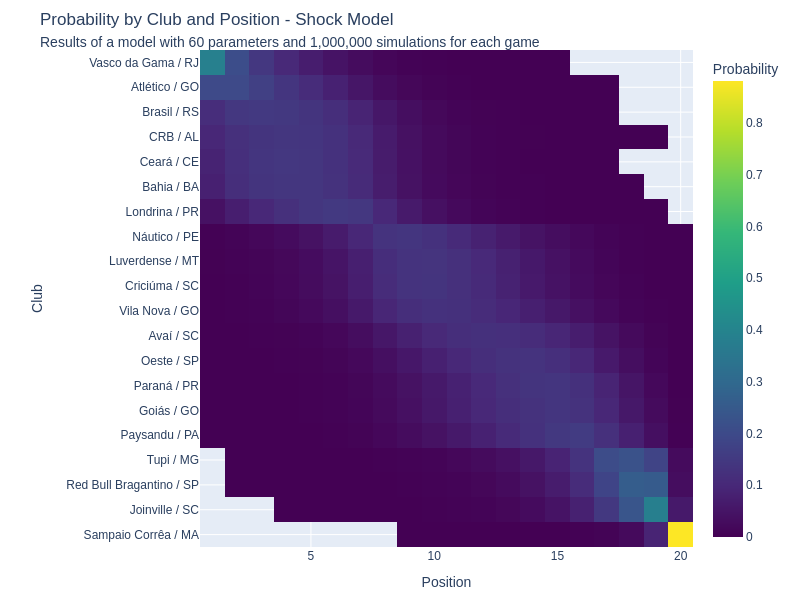 Probability by Club and Position - Shock Model
Results of a model with 60 parameters and 1,000,000 simulations for each game
Probability
Vasco da Gama / RJ
Atlético / GO
Brasil / RS
CRB / AL
Ceará / CE
Bahia / BA
Londrina / PR
Náutico / PE
Luverdense / MT
Criciúma / SC
Vila Nova / GO
Avaí / SC
Oeste / SP
Paraná / PR
Goiás / GO
Paysandu / PA
Tupi / MG
Red Bull Bragantino / SP
Joinville / SC
Sampaio Corrêa / MA
Club
5
10
15
20
Position
0.8
0.7
0.6
0.5
0.4
0.3
0.2
0.1
0